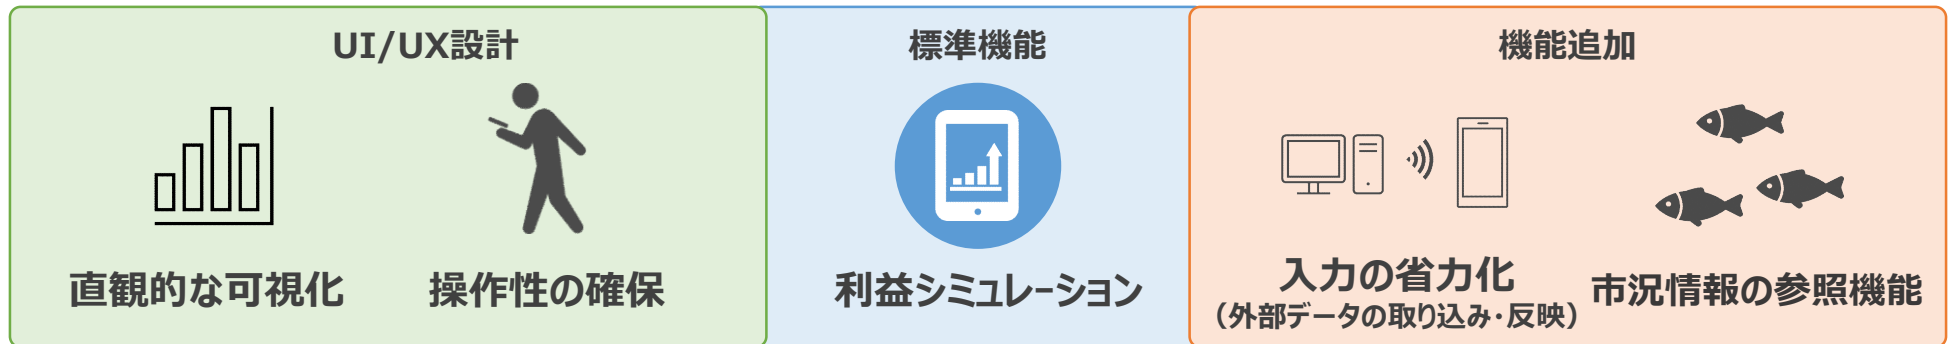 UI/UX設計
直観的な可視化
操作性の確保
標準機能
利益シミュレーション
機能追加
入力の省力化
（外部データの取り込み・反映）
市況情報の参照機能